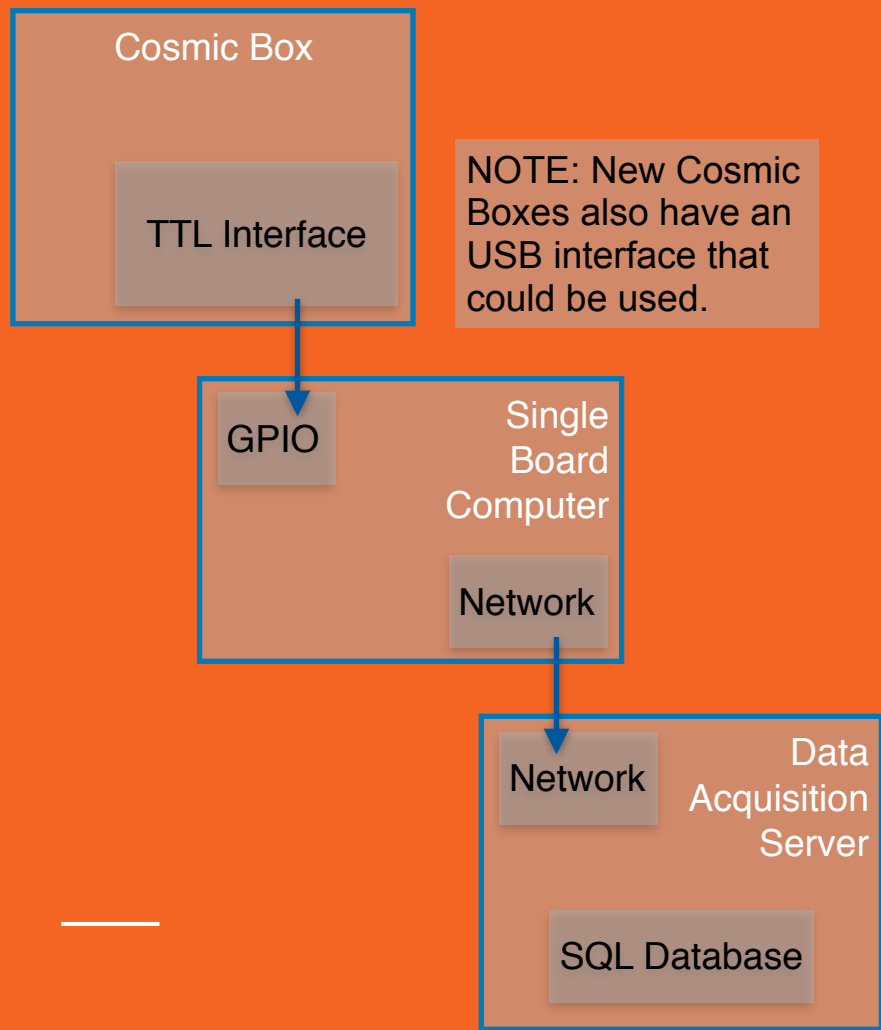 Cosmic Box
TTL Interface
NOTE: New Cosmic
Boxes also have an
USB interface that
could be used.
GPIO
Single
Board
Computer
Network
Network
Data
Acquisition
Server
SQL Database